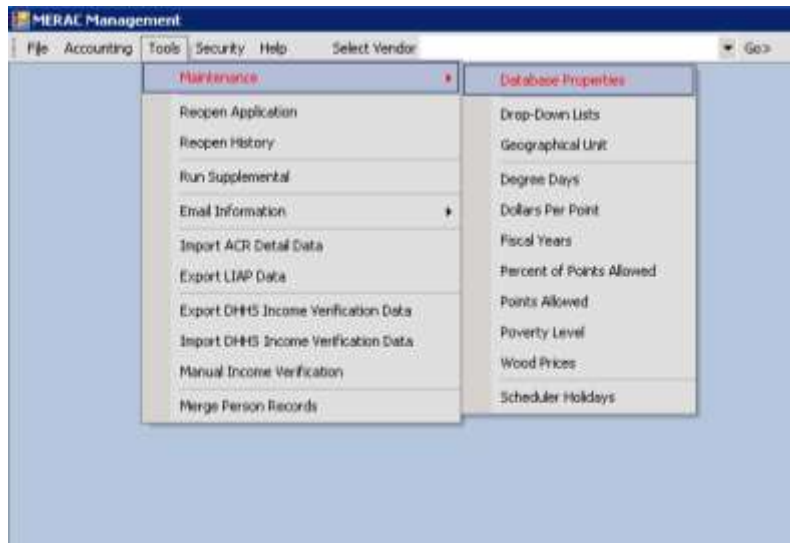 MERAC Management
File Accounting Tools Security Help Select Vendor Go>
Maintenance
Reopen Application
Reopen History
Run Supplemental
Email Information
Import ACR Detail Data
Export LIAP Data
Export DHHS Income Verification Data
Import DHHS Income Verification Data
Manual Income Verification
Merge Person Records
Database Properties
Drop-Down Lists
Geographical Unit
Degree Days
Dollars Per Point
Fiscal Years
Percent of Points Allowed
Points Allowed
Poverty Level
Wood Prices
Scheduler Holidays